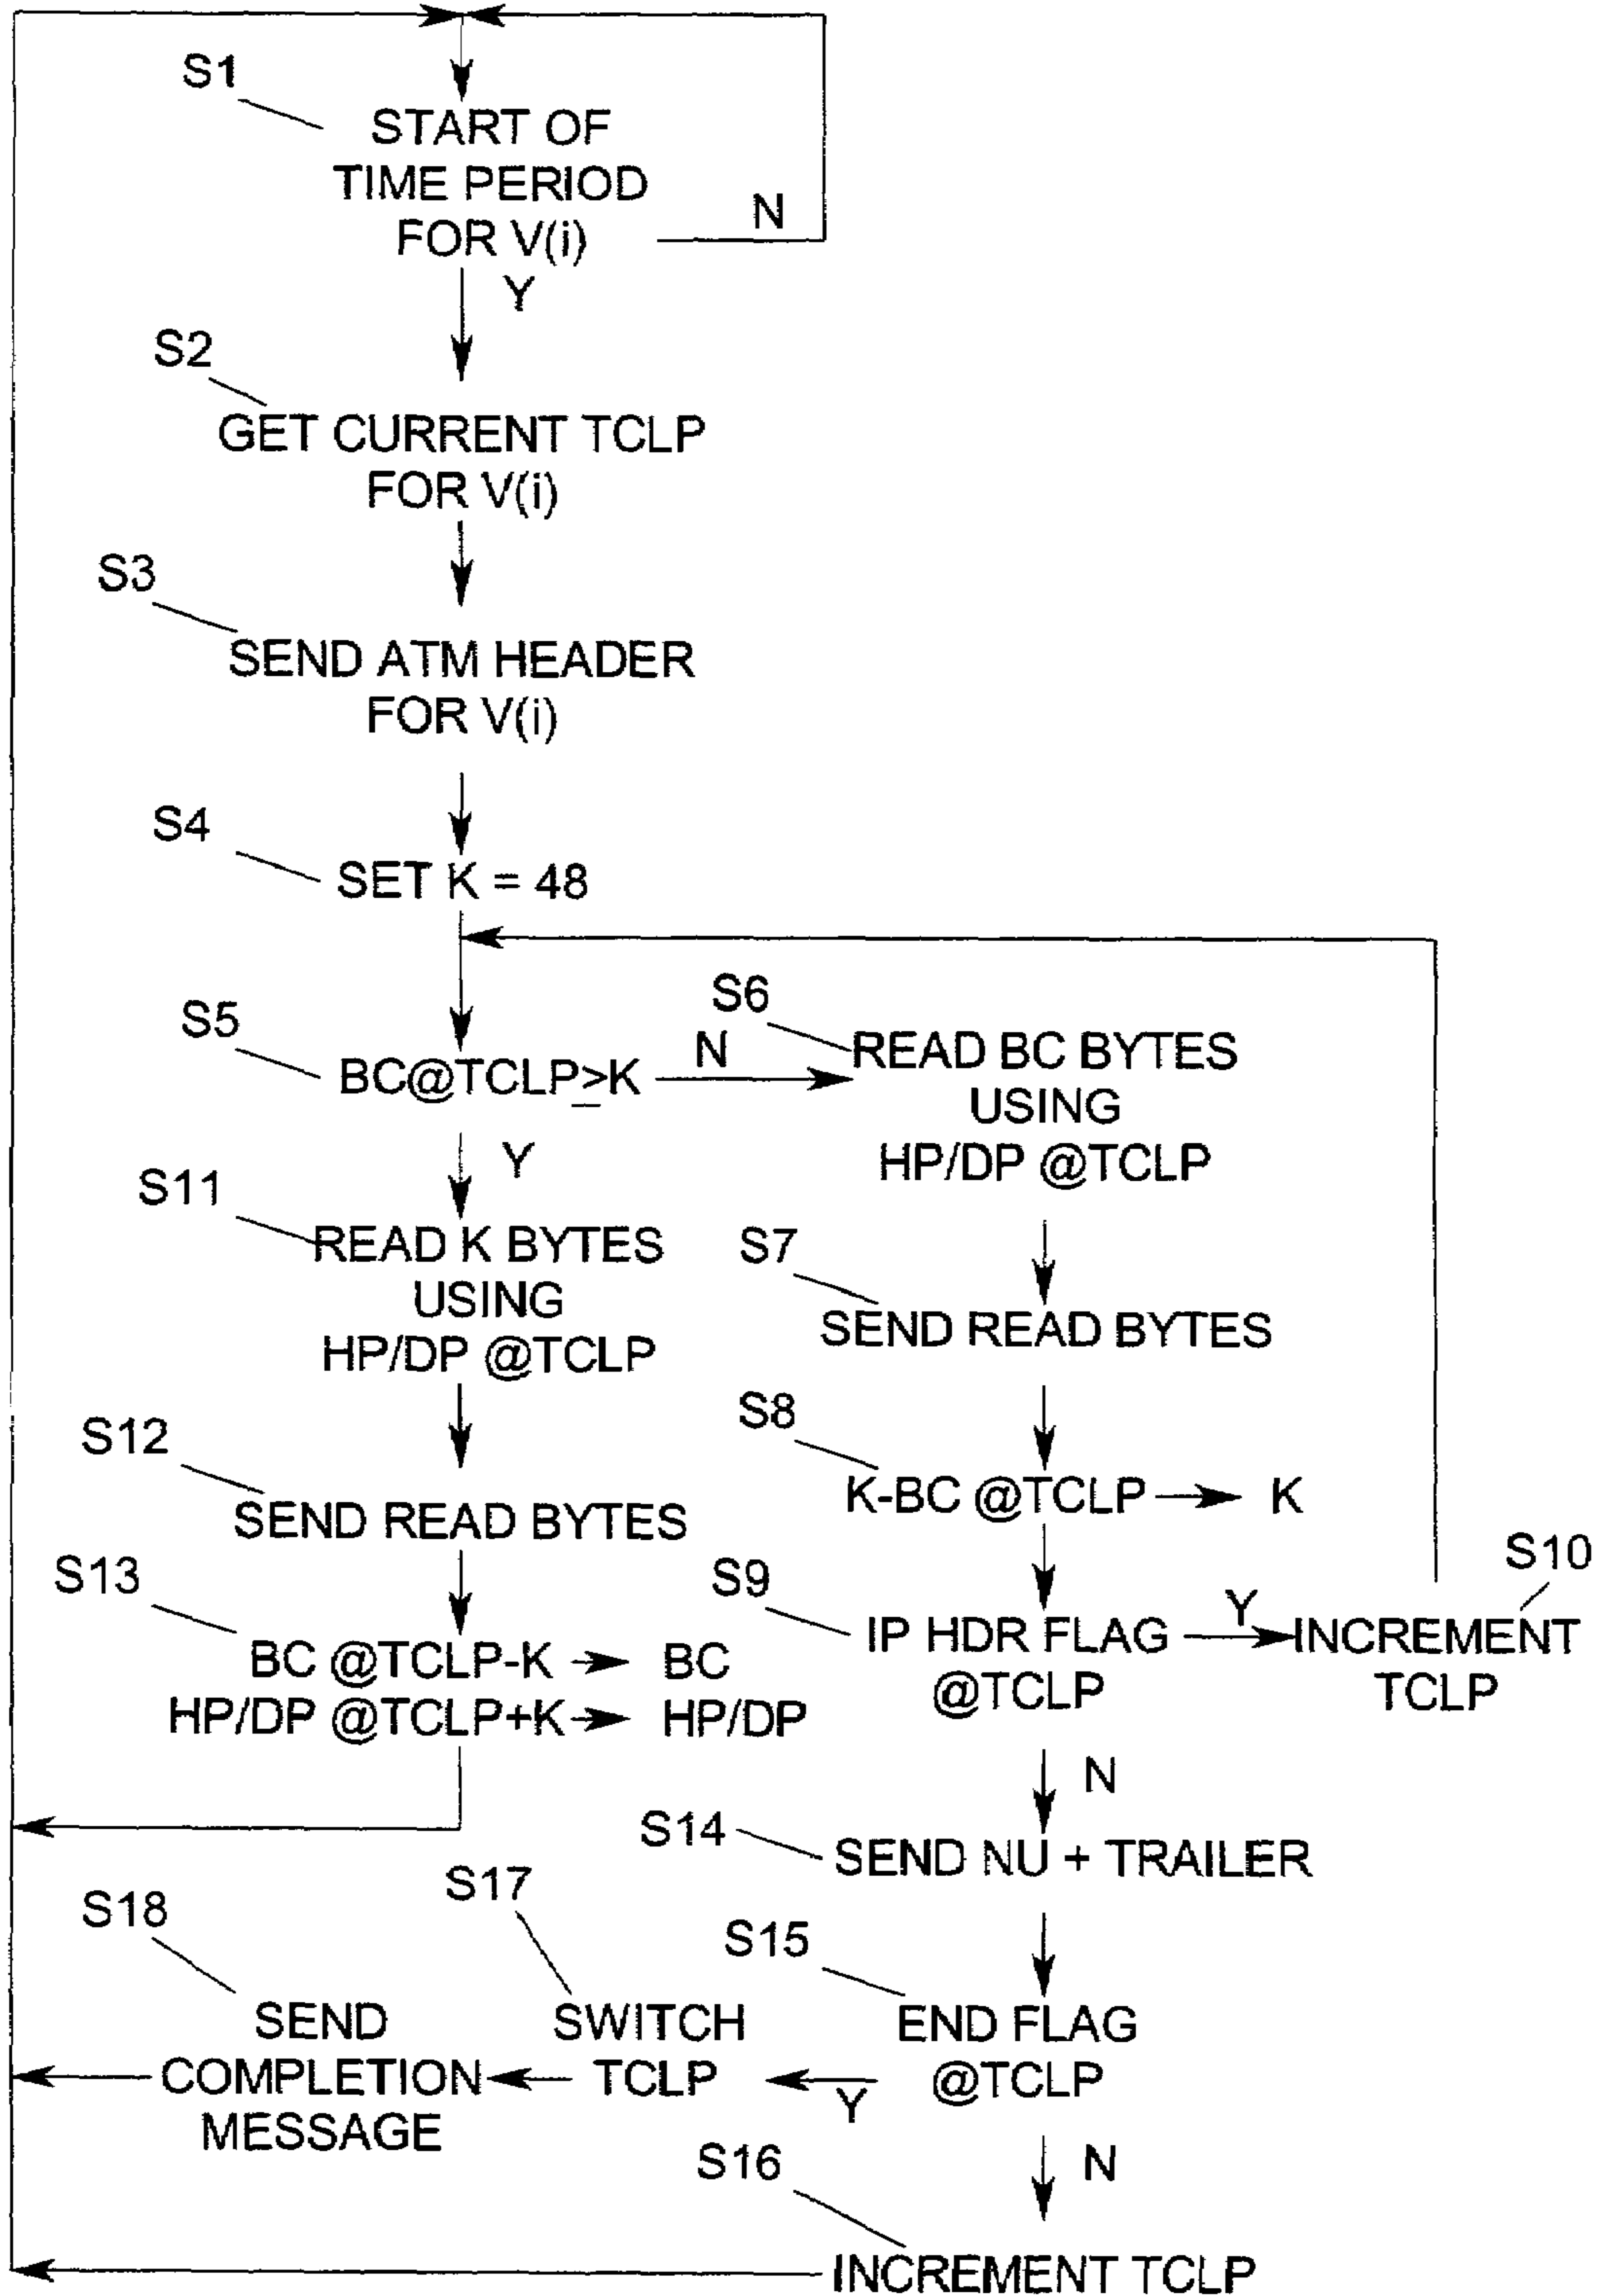 S1
START OF
TIME PERIOD
FOR V(i)
N
Y
S2
GET CURRENT TCLP
FOR V(i)
S3
SEND ATM HEADER
FOR V(i)
S4
SET K = 48
S5
BC@TCLP≥K
N
Y
S6
READ BC BYTES
USING
HP/DP @TCLP
S7
SEND READ BYTES
S8
K-BC @TCLP → K
S9
IP HDR FLAG
@TCLP
Y
N
S10
INCREMENT
TCLP
S11
READ K BYTES
USING
HP/DP @TCLP
S12
SEND READ BYTES
S13
BC @TCLP-K → BC
HP/DP @TCLP+K → HP/DP
S14
SEND NU + TRAILER
S15
END FLAG
@TCLP
Y
N
S17
SWITCH
TCLP
S18
SEND
COMPLETION
MESSAGE
S16
INCREMENT TCLP